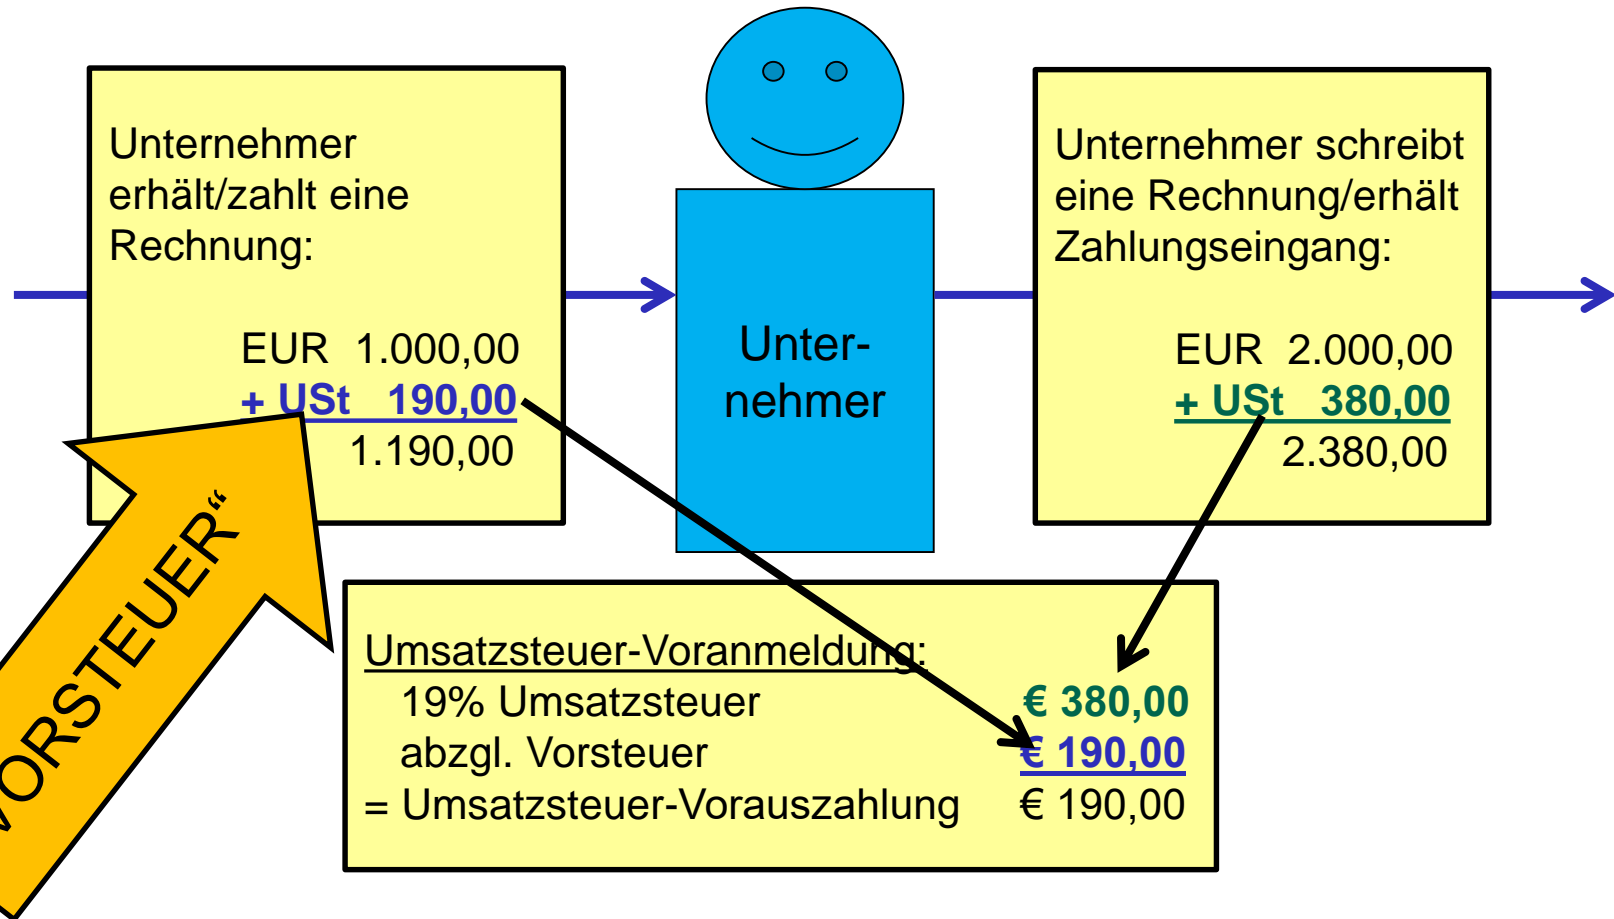 Unternehmer
erhält/zahlt eine
Rechnung:
EUR 1.000,00
+ USt 190,00
1.190,00
Unter-
nehmer
Unternehmer schreibt
eine Rechnung/erhält
Zahlungseingang:
EUR 2.000,00
+ USt 380,00
2.380,00
VORSTEUER“
Umsatzsteuer-Voranmeldung:
19% Umsatzsteuer € 380,00
abzgl. Vorsteuer € 190,00
= Umsatzsteuer-Vorauszahlung € 190,00